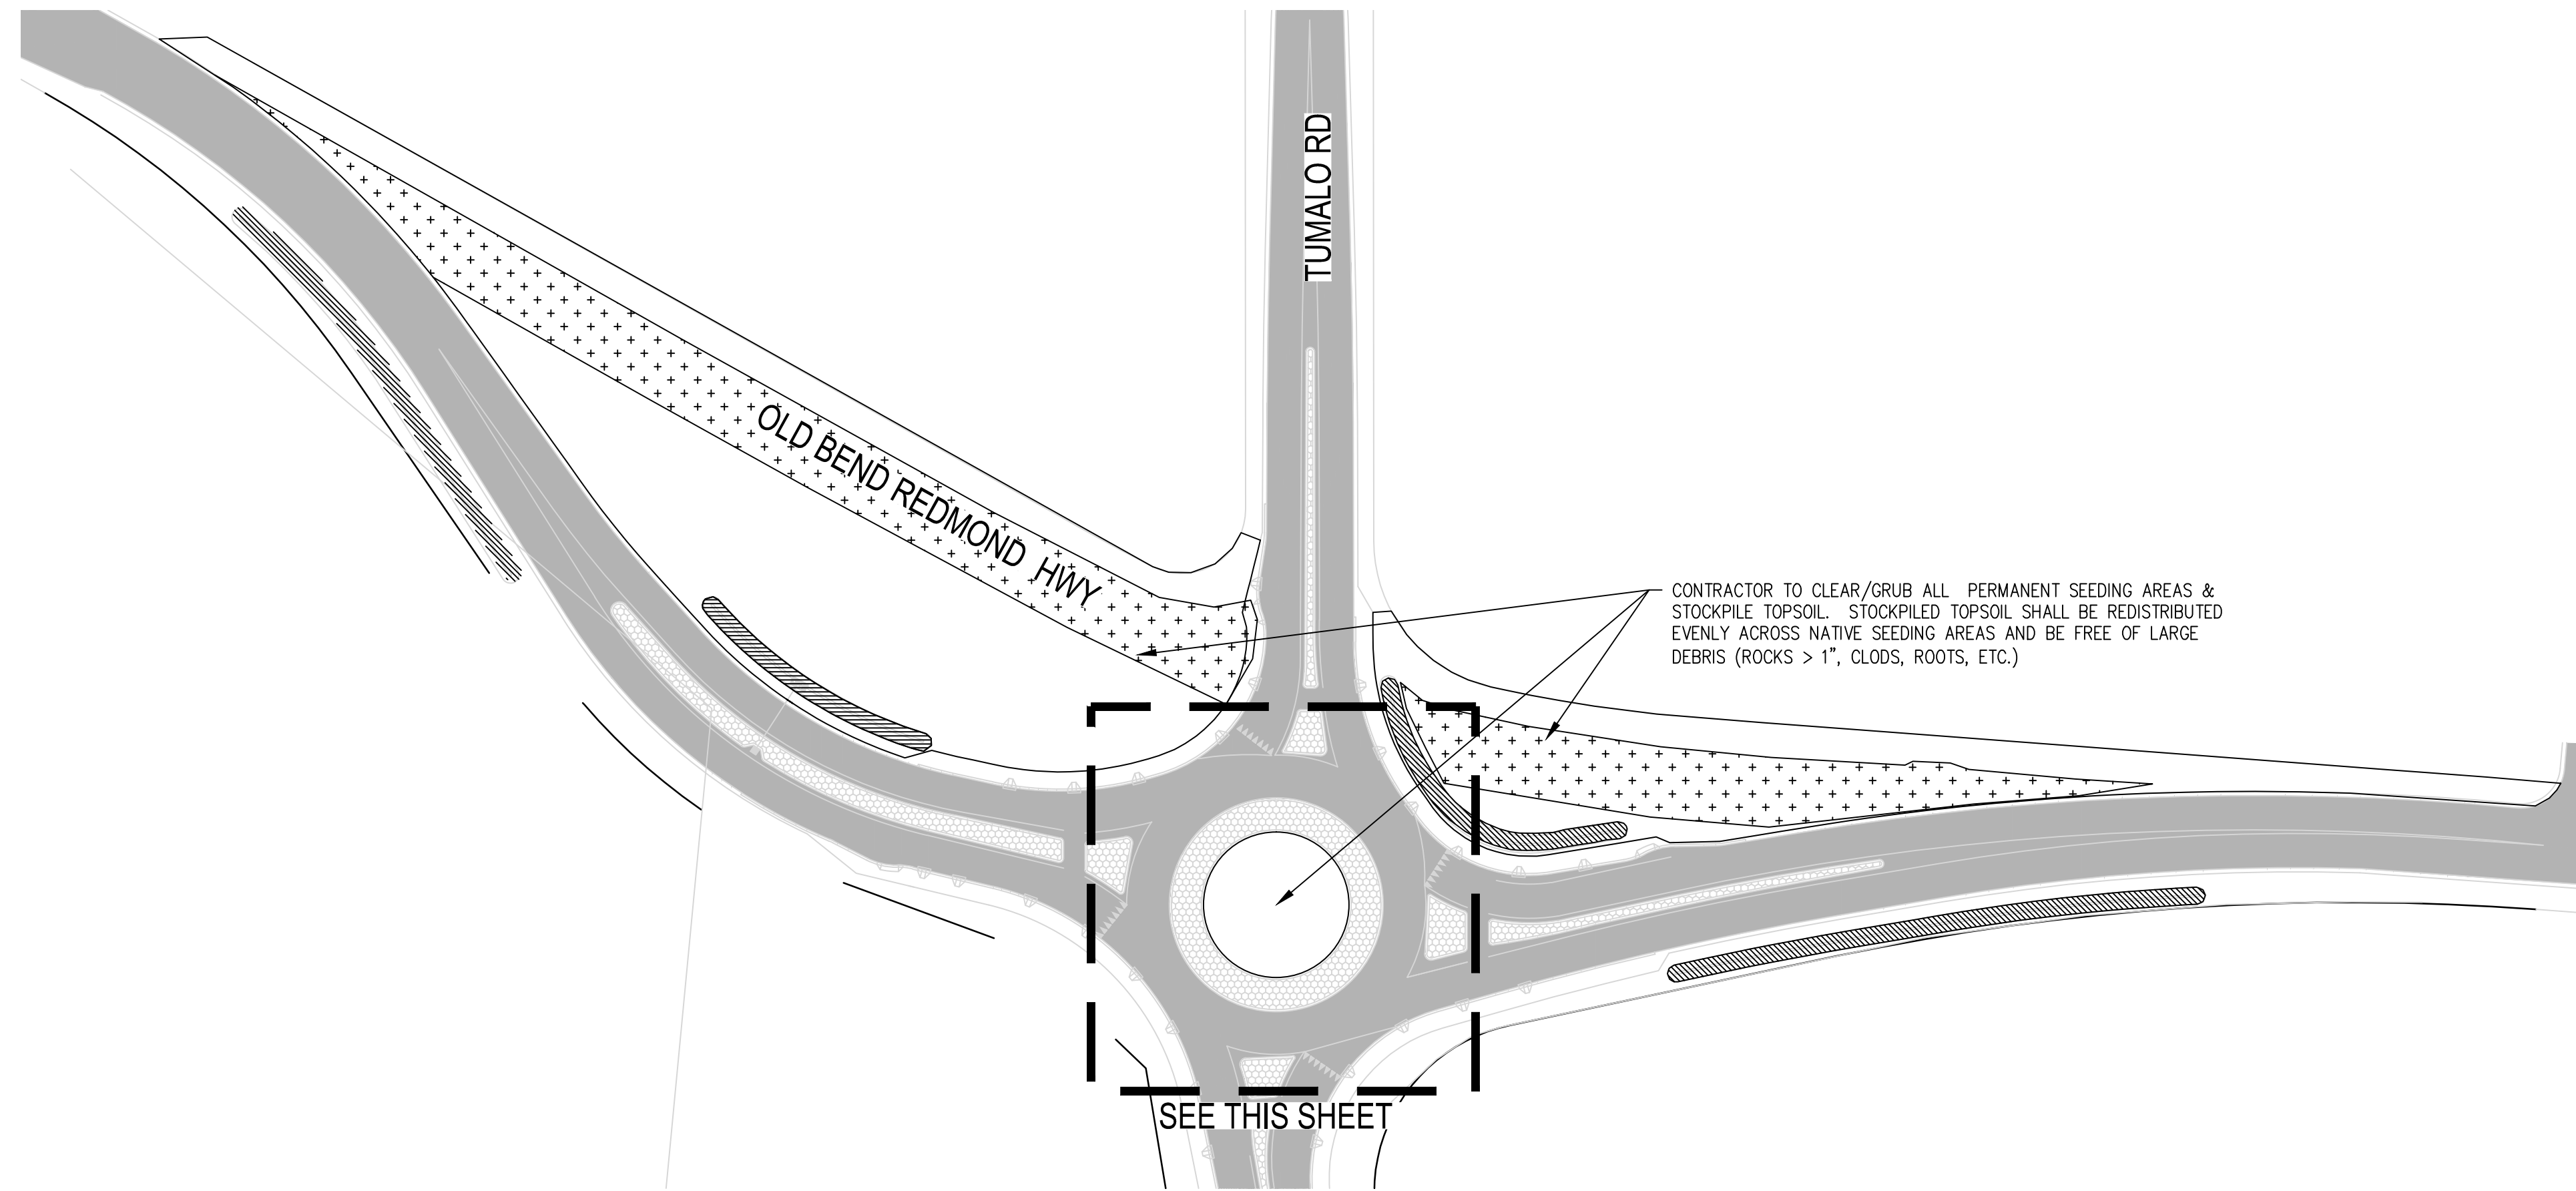 TUMALO RD
OLD BEND REDMOND HWY
CONTRACTOR TO CLEAR/GRUB ALL PERMANENT SEEDING AREAS &
STOCKPILE TOPSOIL. STOCKPILED TOPSOIL SHALL BE REDISTRIBUTED
EVENLY ACROSS NATIVE SEEDING AREAS AND BE FREE OF LARGE
DEBRIS (ROCKS > 1", CLODS, ROOTS, ETC.)
SEE THIS SHEET